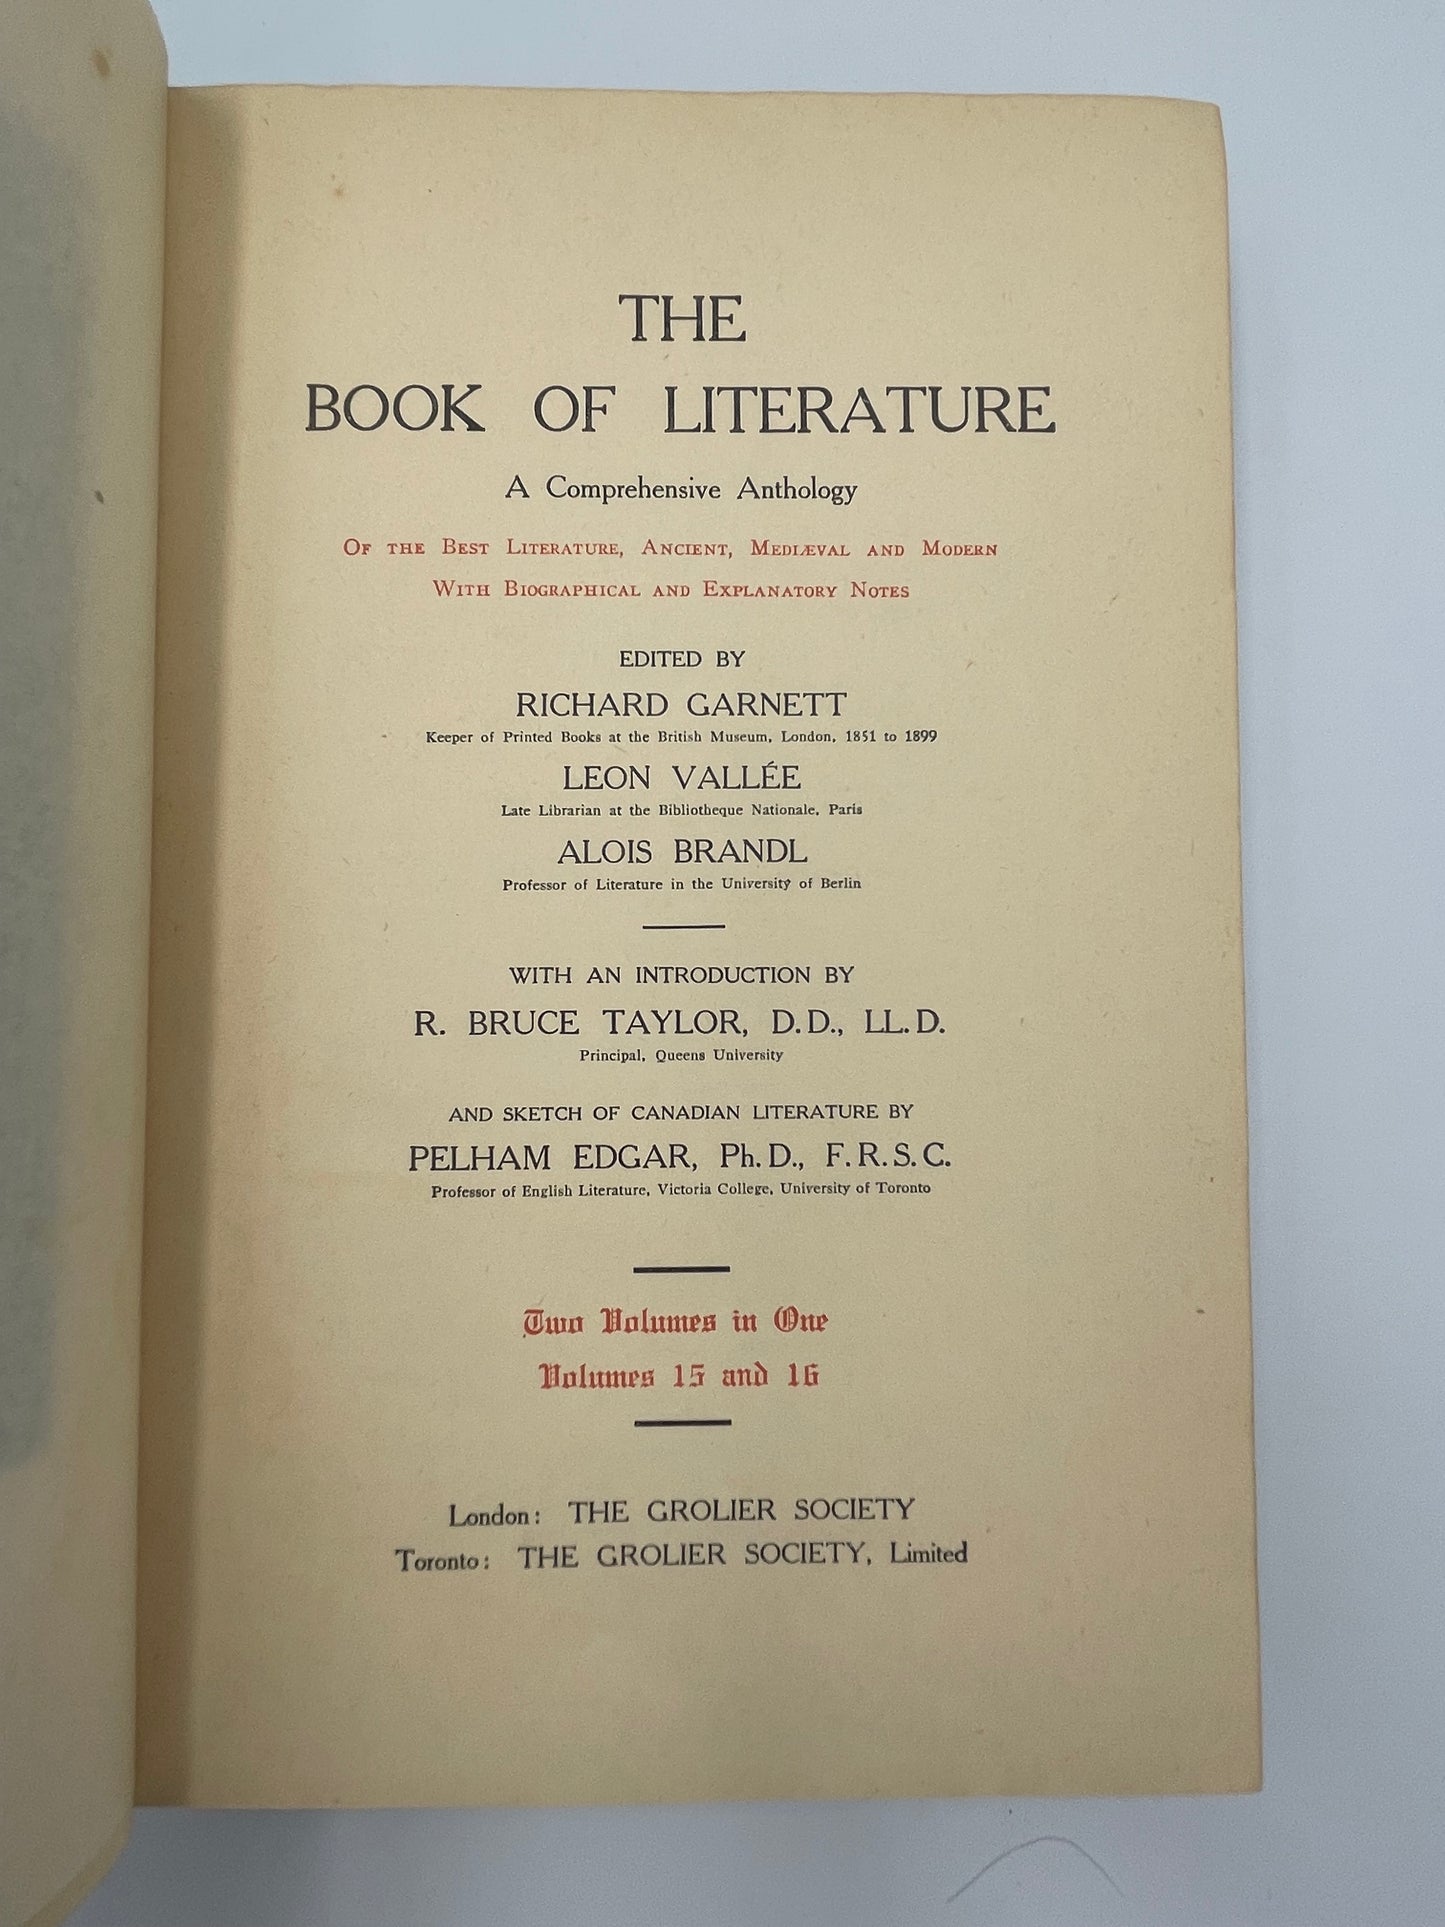 THE
BOOK OF LITERATURE
A Comprehensive Anthology
OF THE BEST LITERATURE, ANCIENT, MEDIÆVAL AND MODERN
WITH BIOGRAPHICAL AND EXPLANATORY NOTES
EDITED BY
RICHARD GARNETT
Keeper of Printed Books at the British Museum, London, 1851 to 1899
LEON VALLÉE
Late Librarian at the Bibliotheque Nationale, Paris
ALOIS BRANDL
Professor of Literature in the University of Berlin
WITH AN INTRODUCTION BY
R. BRUCE TAYLOR, D.D., LL.D.
Principal, Queens University
AND SKETCH OF CANADIAN LITERATURE BY
PELHAM EDGAR, Ph.D., F.R.S.C.
Professor of English Literature, Victoria College, University of Toronto
Two Volumes in One
Volumes 15 and 16
London: THE GROLIER SOCIETY
Toronto: THE GROLIER SOCIETY, Limited